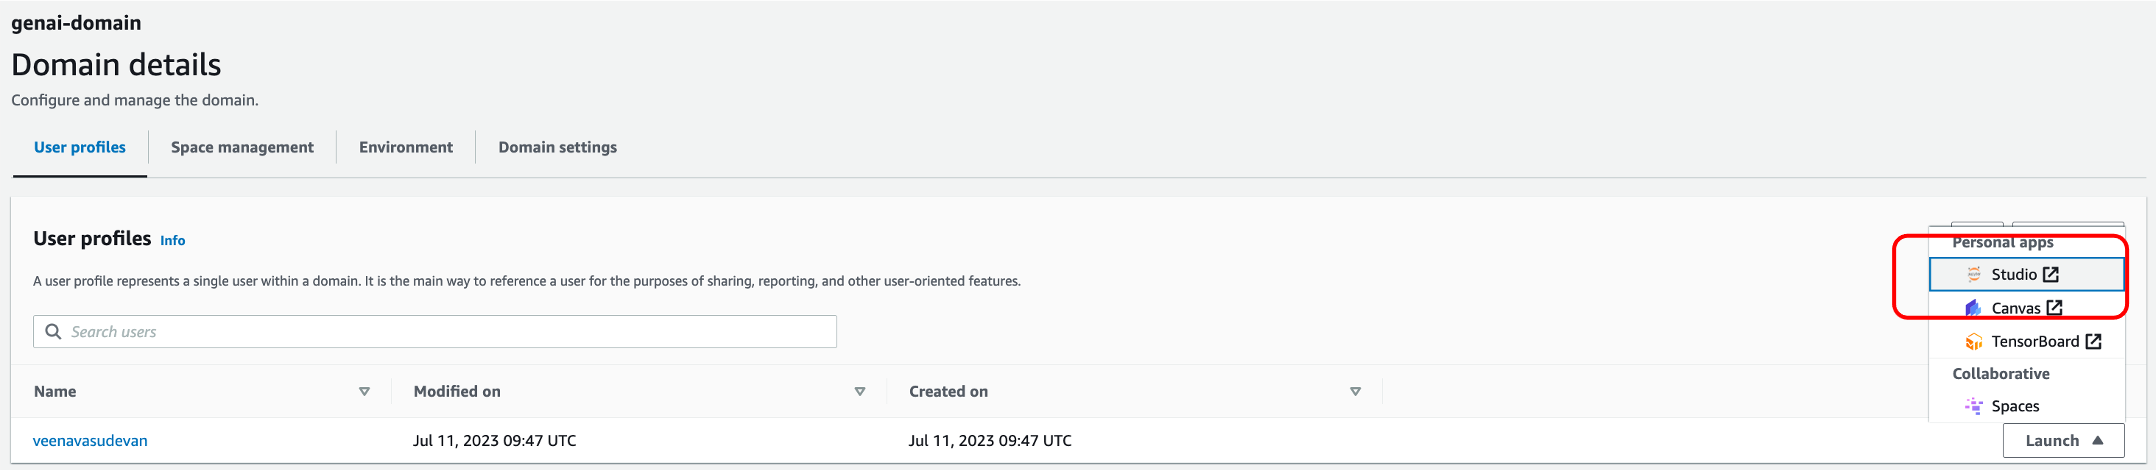 genai-domain
Domain details
Configure and manage the domain.
User profiles
Space management
Environment
Domain settings
User profiles Info
A user profile represents a single user within a domain. It is the main way to reference a user for the purposes of sharing, reporting, and other user-oriented features.
Search users
Personal apps
Studio
Canvas
TensorBoard
Collaborative
Spaces
Name
Modified on
Created on
veenavasudevan
Jul 11, 2023 09:47 UTC
Jul 11, 2023 09:47 UTC
Launch